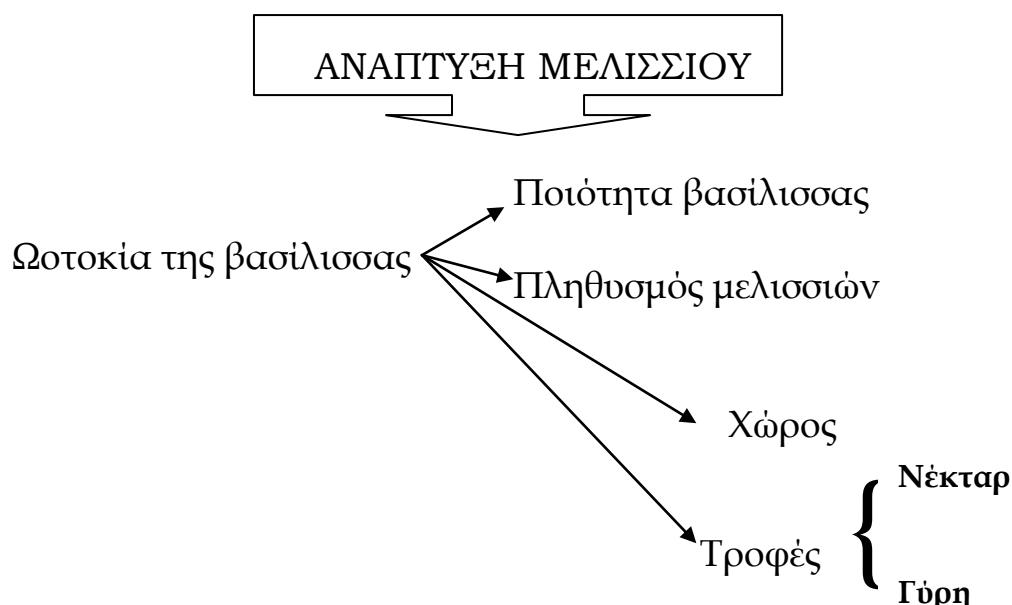 ΑΝΑΠΤΥΞΗ ΜΕΛΙΣΣΙΟΥ
Ποιότητα βασίλισσας
Ωοτοκία της βασίλισσας
Πληθυσμός μελισσιών
Χώρος
Νέκταρ
Τροφές
Γύρη